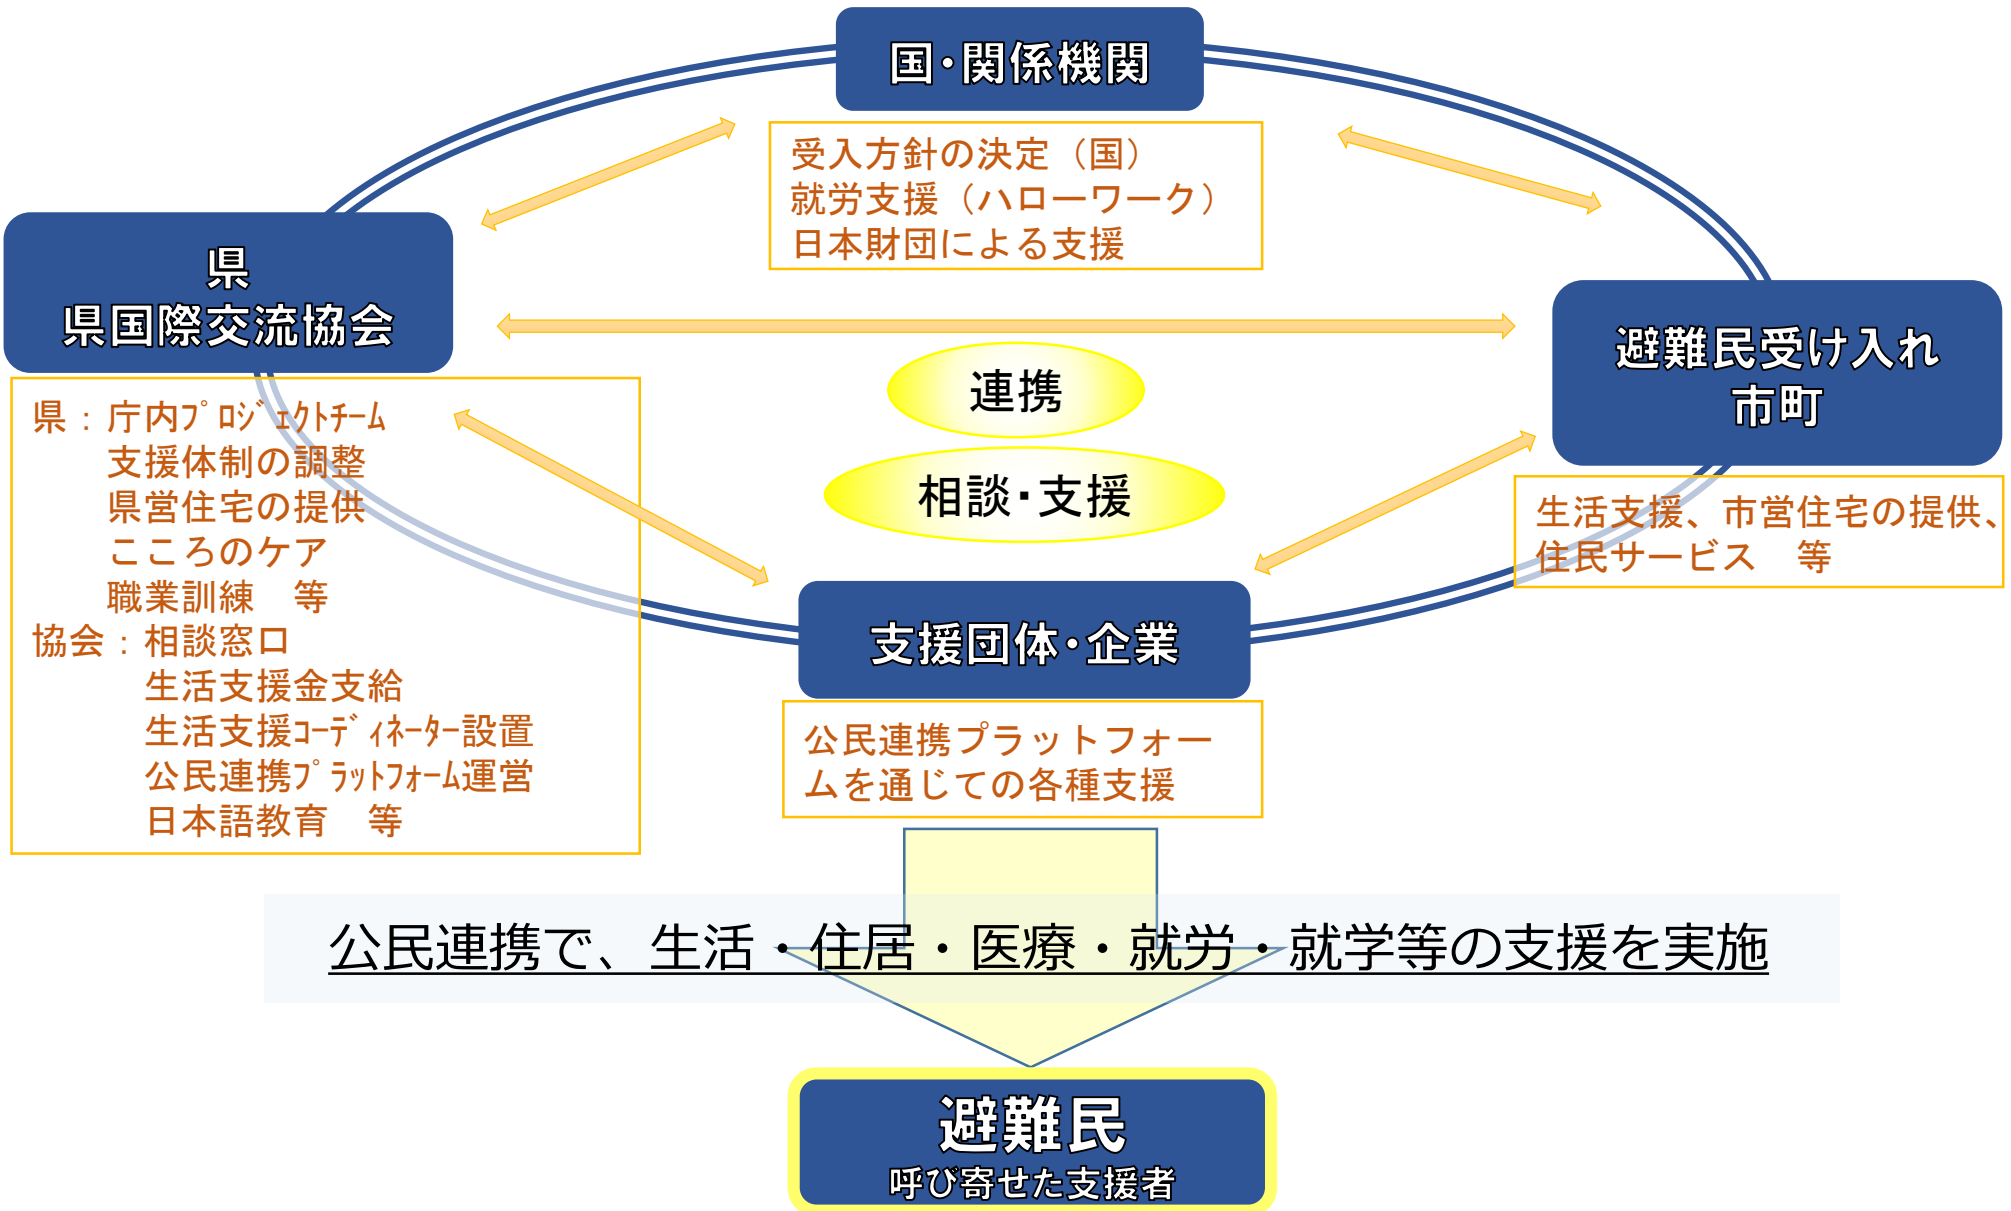 国・関係機関
受入方針の決定（国）
就労支援（ハローワーク）
日本財団による支援
県
県国際交流協会
県：庁内ﾌﾟﾛｼﾞｪｸﾄﾁｰﾑ
支援体制の調整
県営住宅の提供
こころのケア
職業訓練　等
協会：相談窓口
生活支援金支給
生活支援ｺｰﾃﾞｨﾈｰﾀｰ設置
公民連携ﾌﾟﾗｯﾄﾌｫｰﾑ運営
日本語教育　等
連携
相談・支援
避難民受け入れ
市町
生活支援、市営住宅の提供、
住民サービス　等
支援団体・企業
公民連携プラットフォー
ムを通じての各種支援
公民連携で、生活・住居・医療・就労・就学等の支援を実施
避難民
呼び寄せた支援者